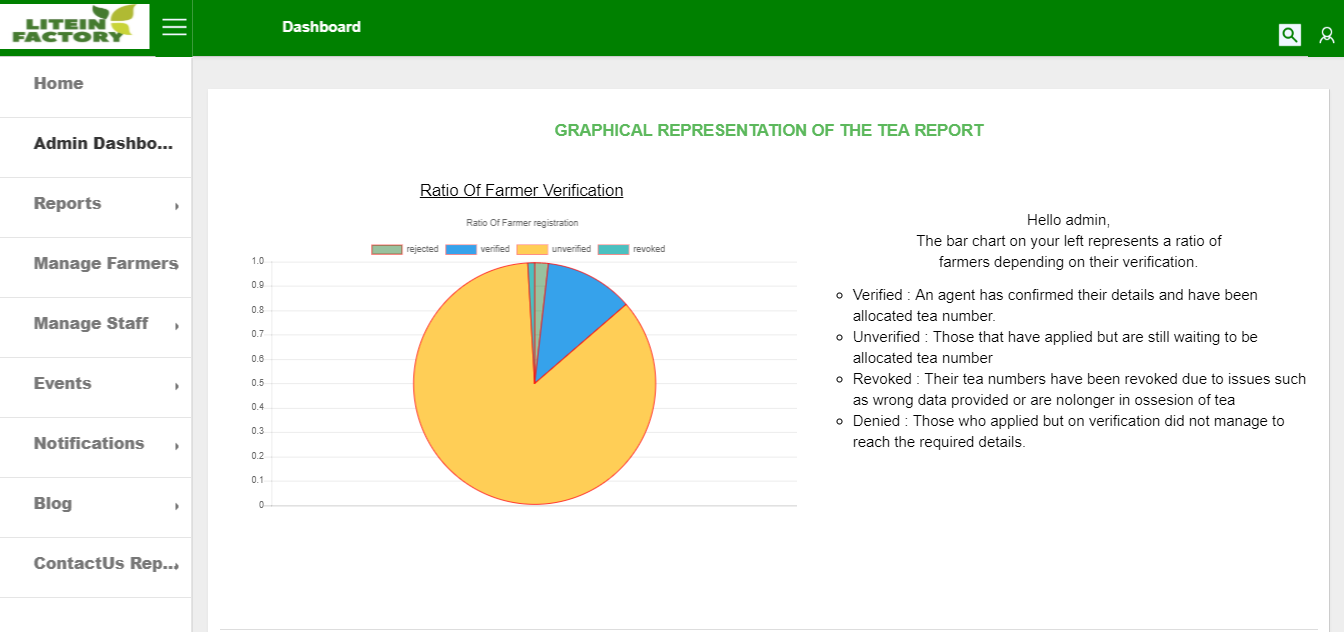 LITEIN
FACTORY
Dashboard
Home
Admin Dashbo...
Reports
Manage Farmers
Manage Staff
Events
Notifications
Blog
ContactUs Rep...
GRAPHICAL REPRESENTATION OF THE TEA REPORT
Ratio Of Farmer Verification
Ratio Of Farmer registration
rejected verified unverified revoked
1.0
0.9
0.8
0.7
0.6
0.5
0.4
0.3
0.2
0.1
0
Hello admin,
The bar chart on your left represents a ratio of
farmers depending on their verification.
Verified : An agent has confirmed their details and have been
allocated tea number.
Unverified : Those that have applied but are still waiting to be
allocated tea number
Revoked : Their tea numbers have been revoked due to issues such
as wrong data provided or are nolonger in ossesion of tea
Denied : Those who applied but on verification did not manage to
reach the required details.